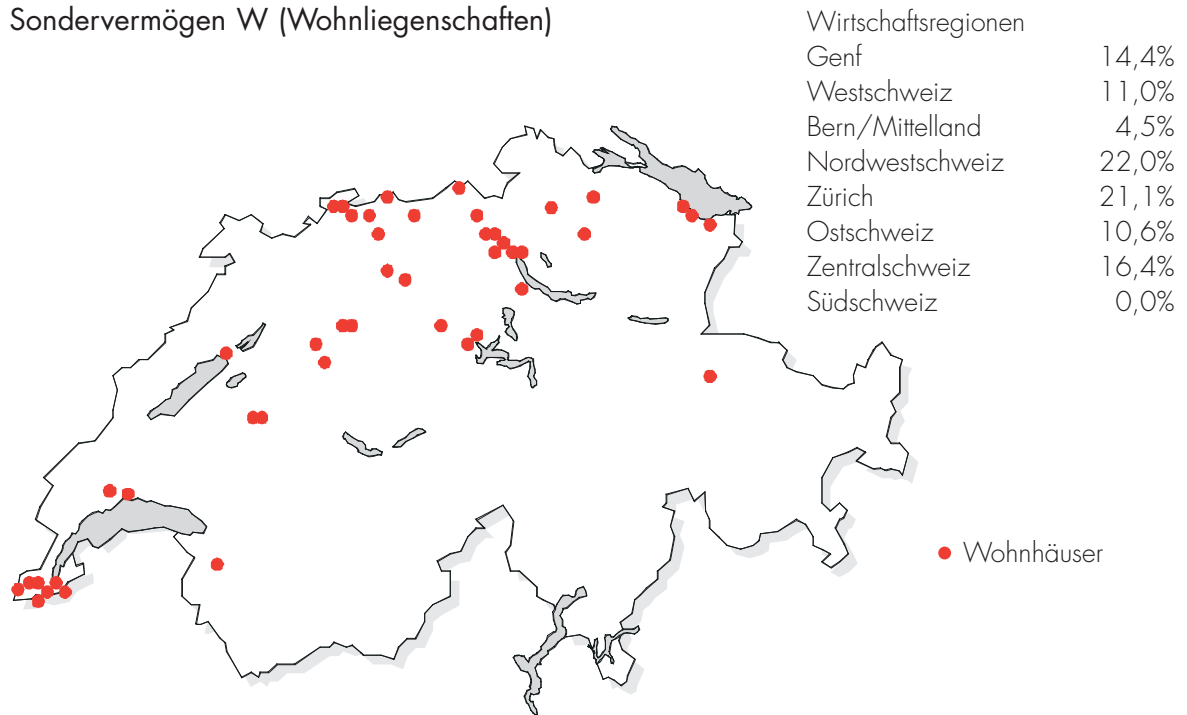 Sondervermögen W (Wohnliegenschaften)
Wirtschaftsregionen
Genf 14,4%
Westschweiz 11,0%
Bern/Mittelland 4,5%
Nordwestschweiz 22,0%
Zürich 21,1%
Ostschweiz 10,6%
Zentralschweiz 16,4%
Südschweiz 0,0%
Wohnhäuser